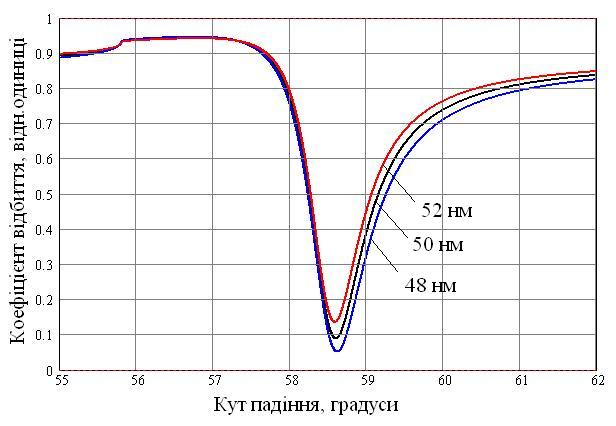 Коефіцієнт відбиття, відн.одиниці
1
0.9
0.8
0.7
0.6
0.5
0.4
0.3
0.2
0.1
0
52 нм
50 нм
48 нм
55 56 57 58 59 60 61 62
Кут падіння, градуси